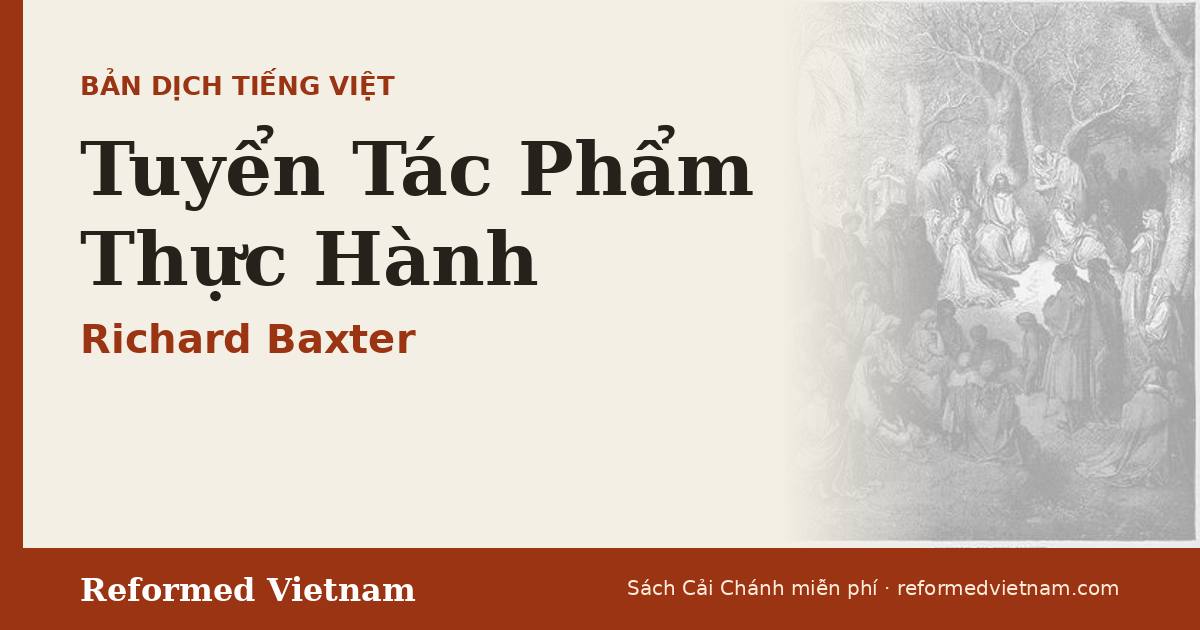 BẢN DỊCH TIẾNG VIỆT
Tuyển Tác Phẩm
Thực Hành
Richard Baxter
Reformed Vietnam
Sách Cải Chánh miễn phí · reformedvietnam.com